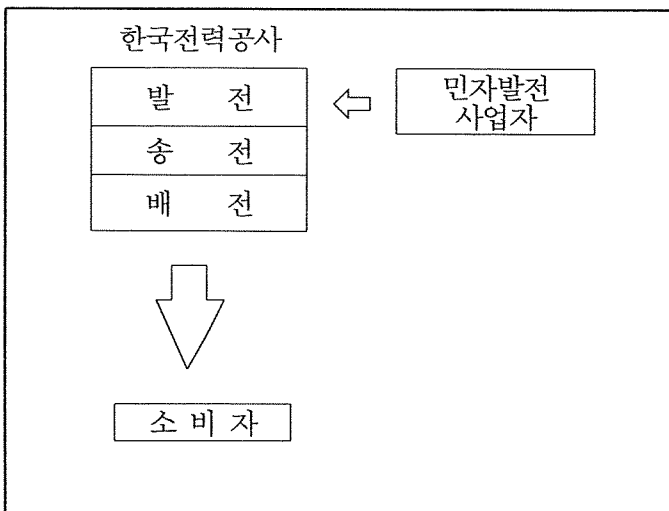 한국전력공사
발 전
민자발전
사업자
송 전
배 전
소 비 자